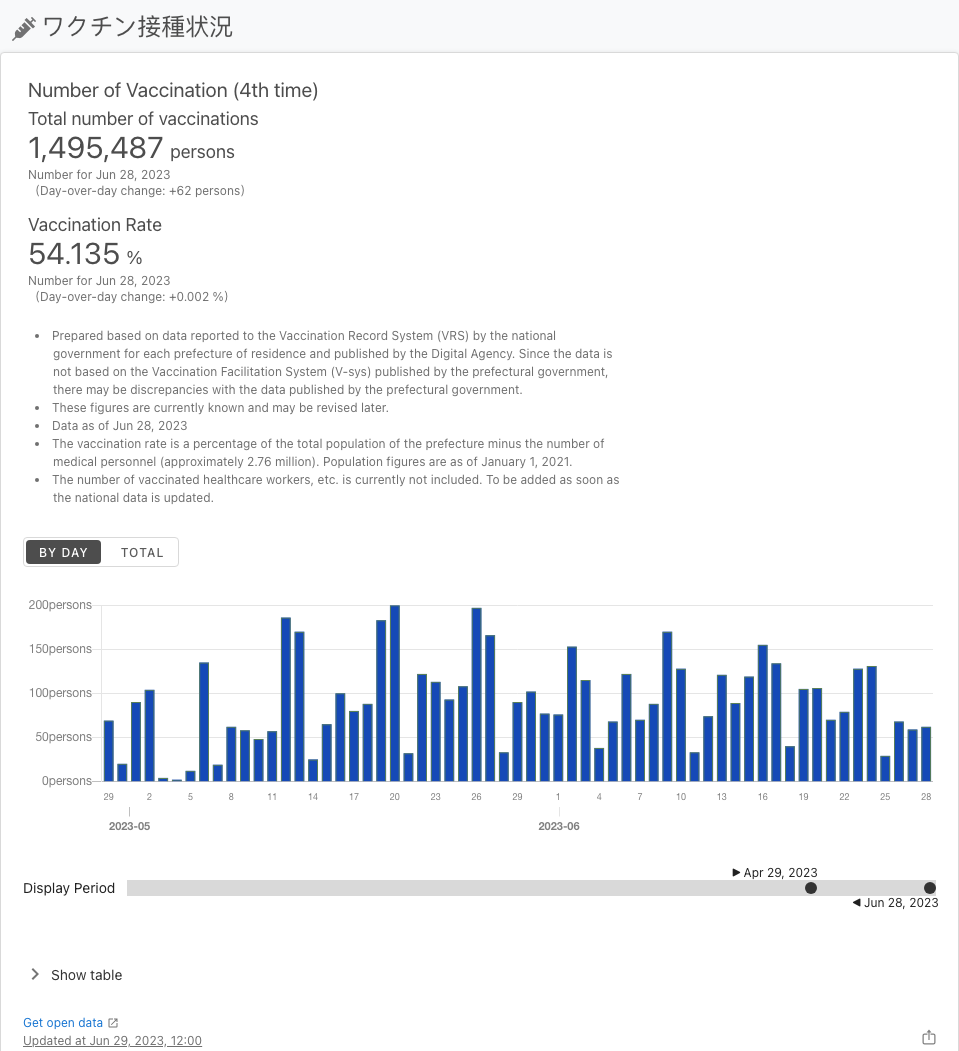 ワクチン接種状況
Number of Vaccination (4th time)
Total number of vaccinations
1,495,487 persons
Number for Jun 28, 2023
(Day-over-day change: +62 persons)
Vaccination Rate
54.135 %
Number for Jun 28, 2023
(Day-over-day change: +0.002 %)
• Prepared based on data reported to the Vaccination Record System (VRS) by the national
government for each prefecture of residence and published by the Digital Agency. Since the data is
not based on the Vaccination Facilitation System (V-sys) published by the prefectural government,
there may be discrepancies with the data published by the prefectural government.
• These figures are currently known and may be revised later.
• Data as of Jun 28, 2023
• The vaccination rate is a percentage of the total population of the prefecture minus the number of
medical personnel (approximately 2.76 million). Population figures are as of January 1, 2021.
• The number of vaccinated healthcare workers, etc. is currently not included. To be added as soon as
the national data is updated.
BY DAY TOTAL
200persons
150persons
100persons
50persons
0persons
29 2 5 8 11 14 17 20 23 26 29 1 4 7 10 13 16 19 22 25 28
2023-05 2023-06
Apr 29, 2023
Display Period
Jun 28, 2023
Show table
Get open data
Updated at Jun 29, 2023, 12:00